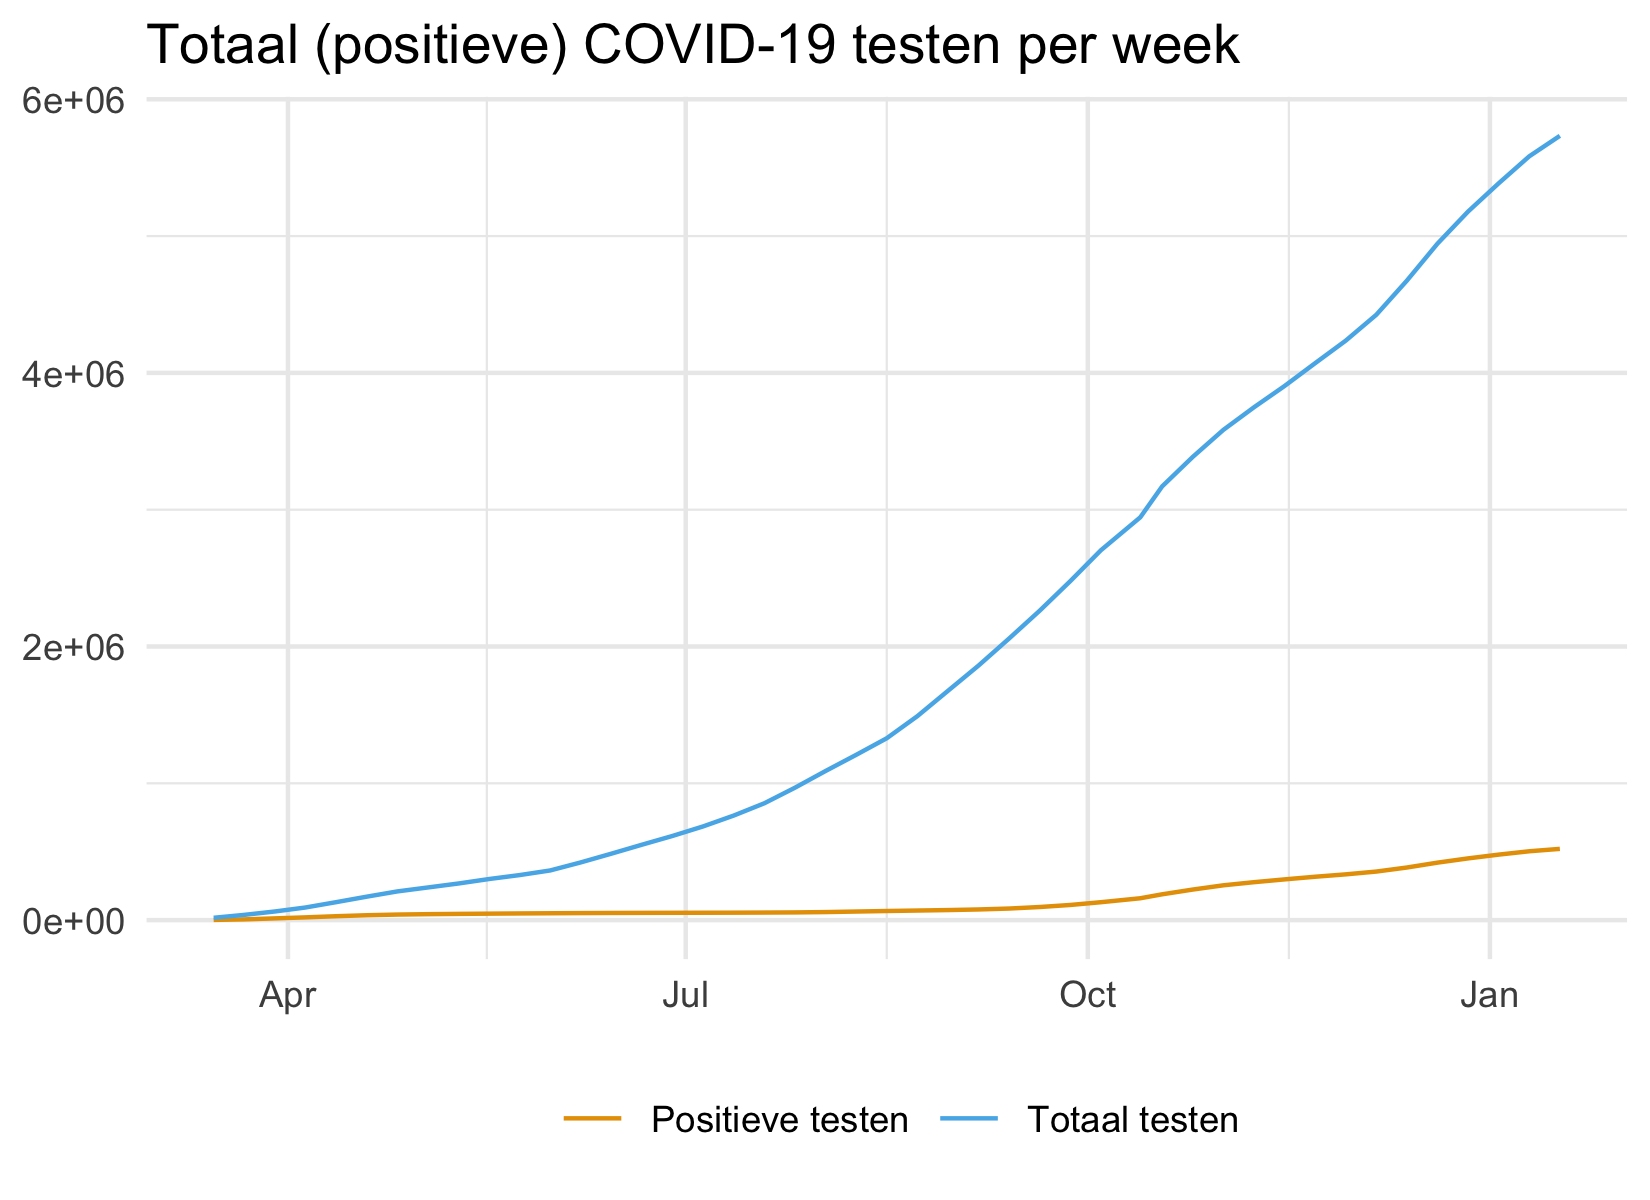 Totaal (positieve) COVID-19 testen per week
6e+06
4e+06
2e+06
0e+00
Apr Jul Oct Jan
Positieve testen Totaal testen